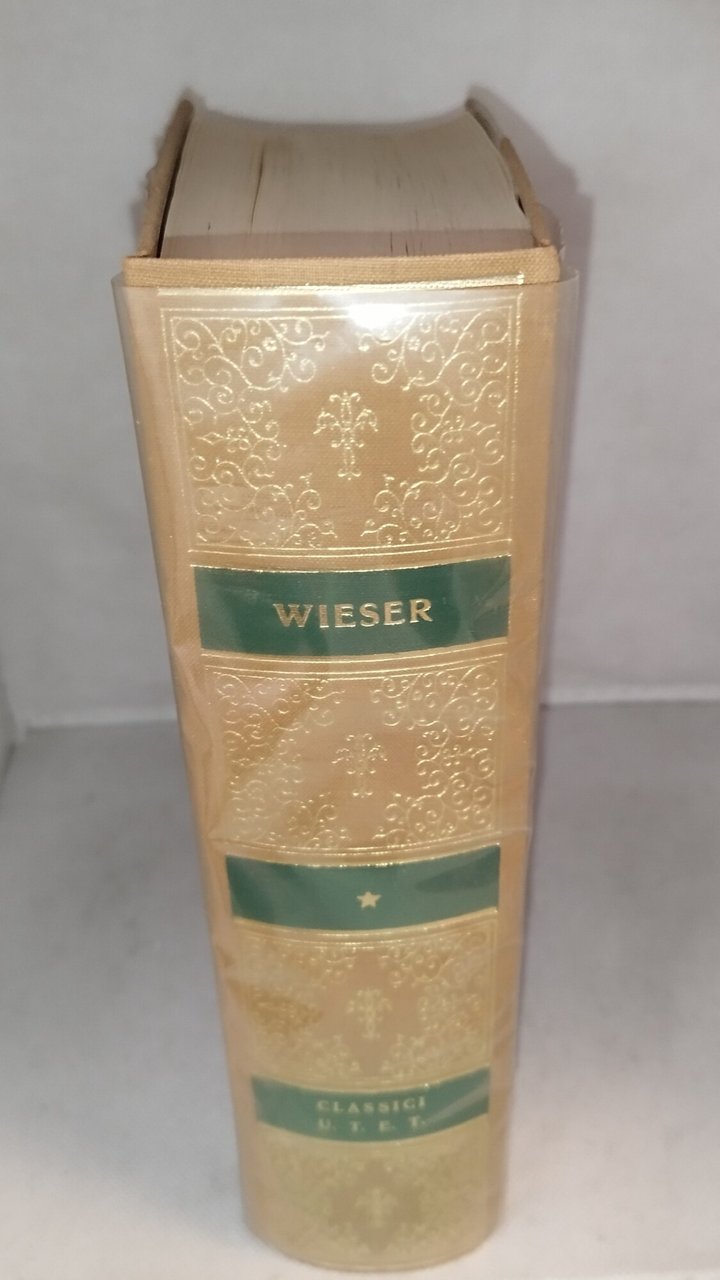 WIESER
CLASSICI
U. T. E. T.